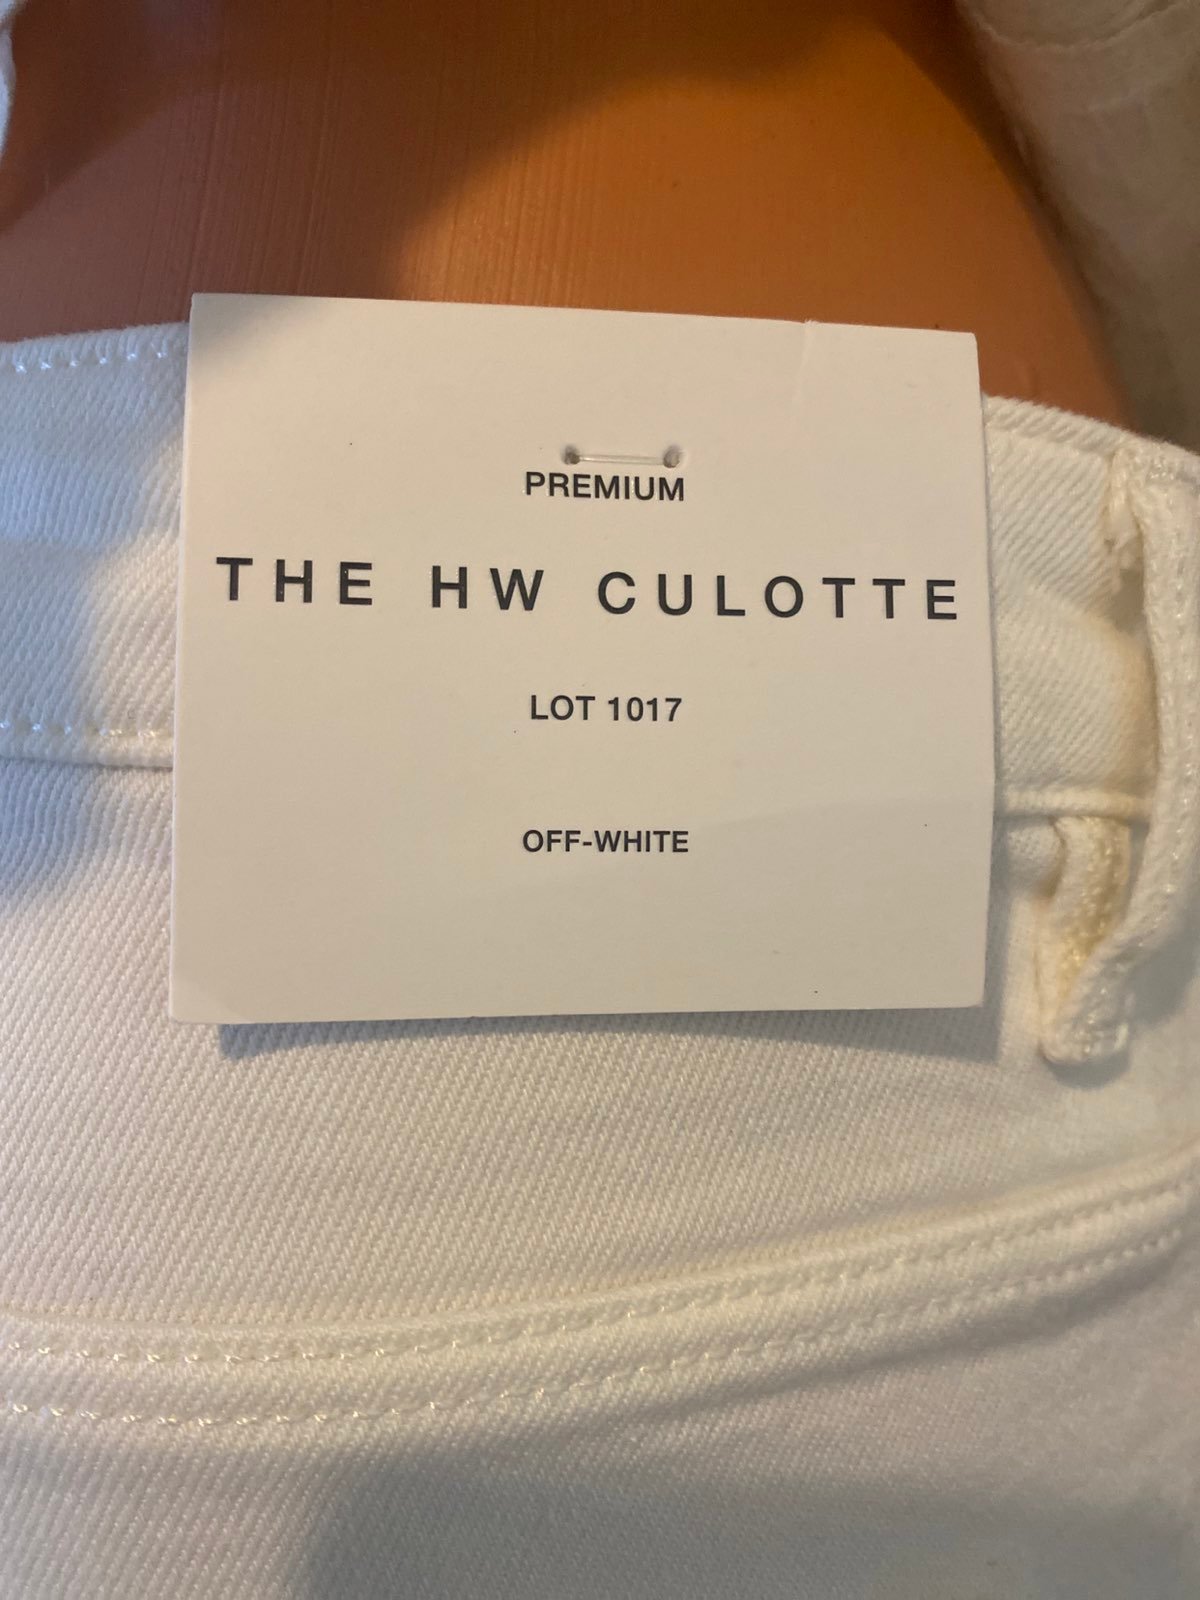 PREMIUM
THE HW CULOTTE
LOT 1017
OFF-WHITE